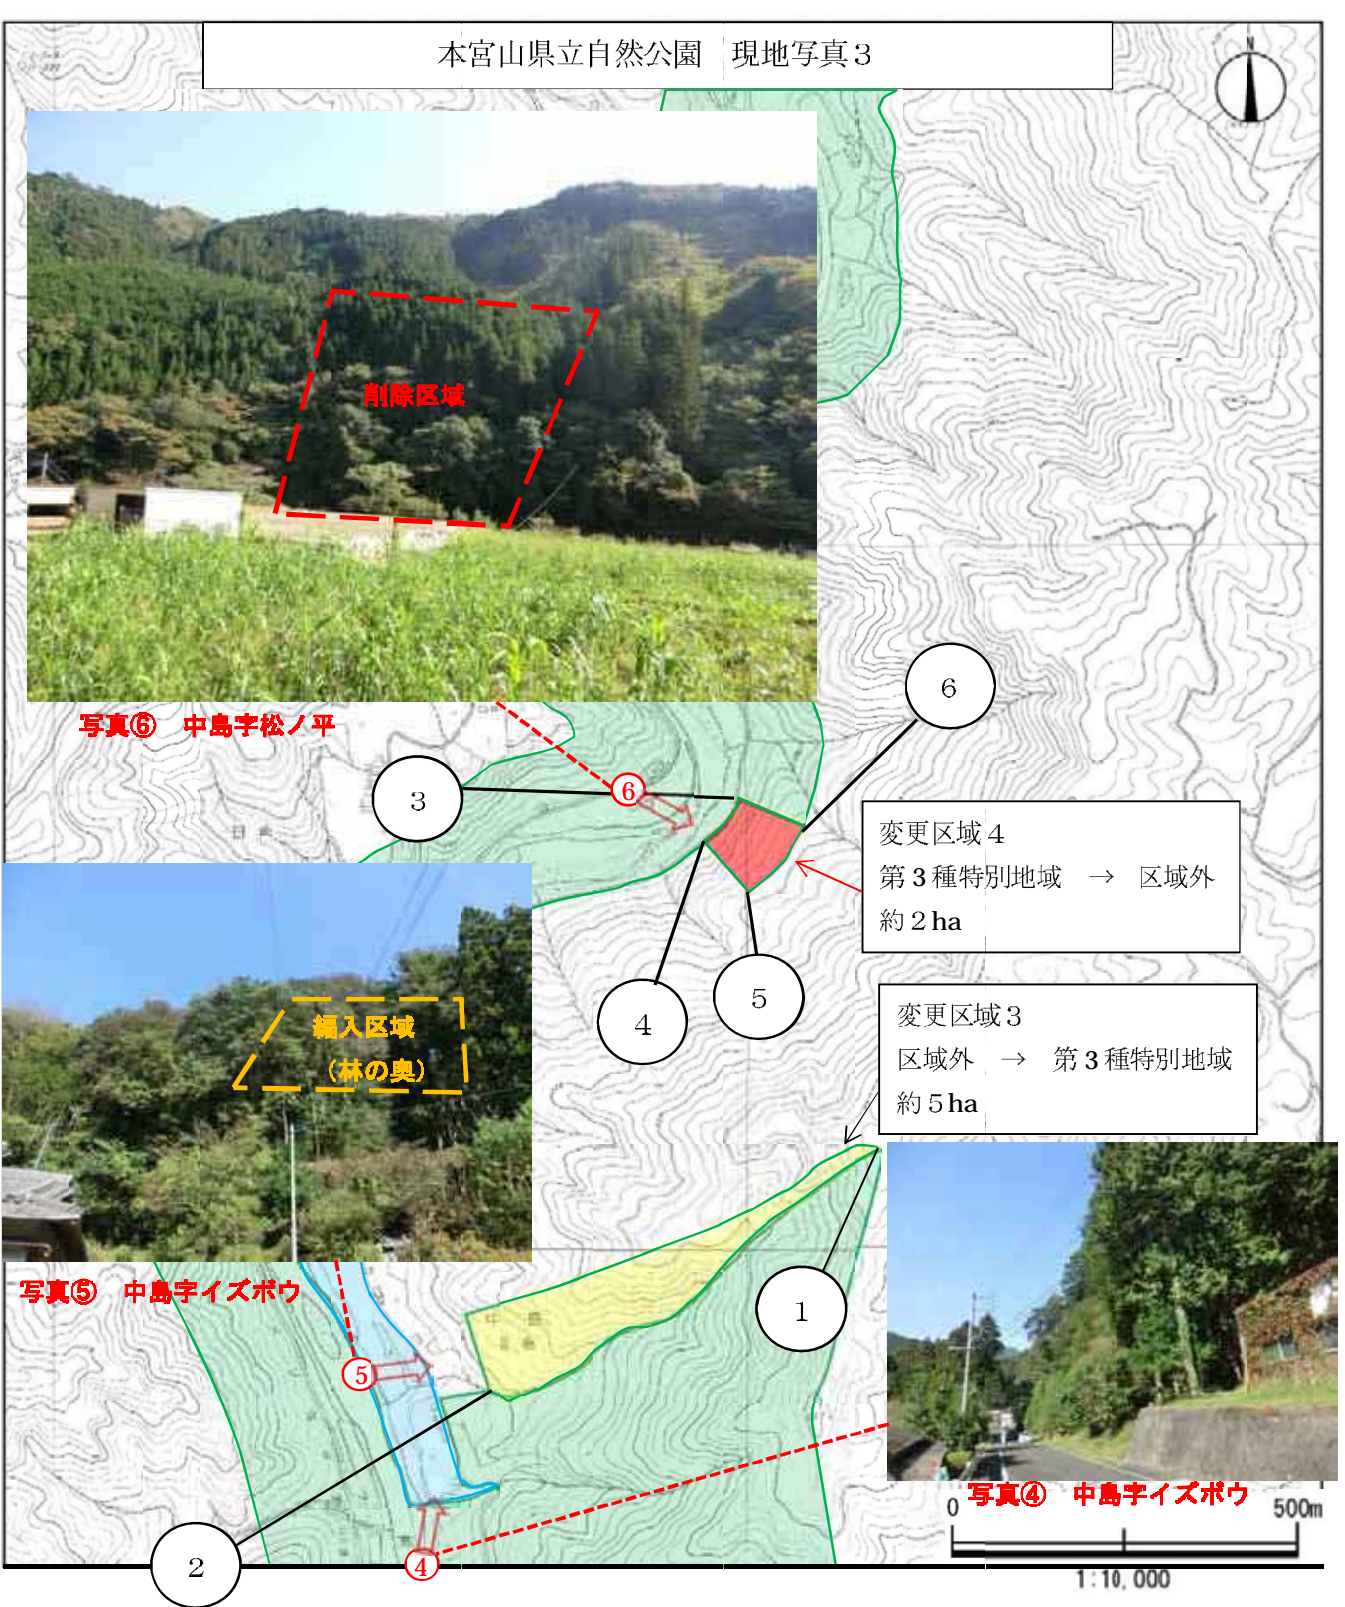 本宮山県立自然公園　現地写真３
N
削除区域
写真⑥　中島字松ノ平
6
3
6
変更区域４
第３種特別地域　→　区域外
約２ha
5
4
変更区域３
区域外　→　第３種特別地域
約５ha
編入区域
（林の奥）
写真⑤　中島字イズボウ
1
5
写真④　中島字イズボウ
0
500m
1:10,000
2
4